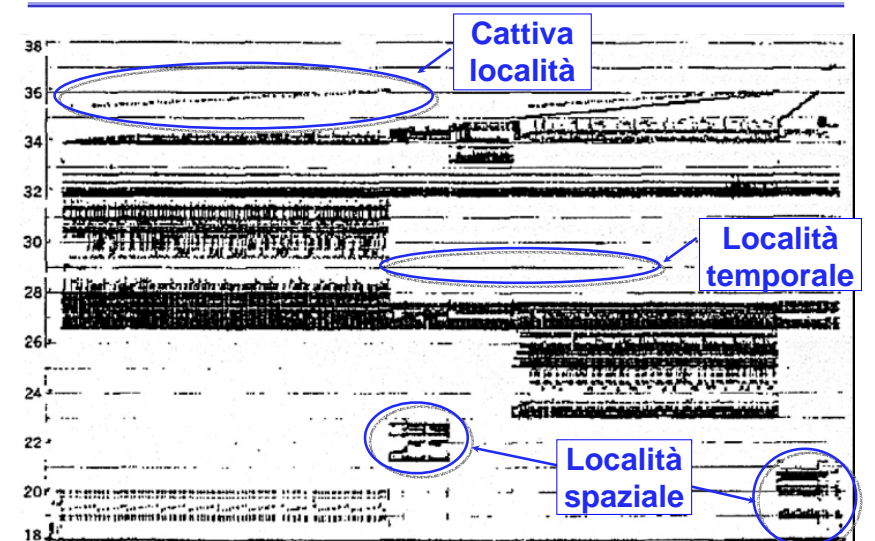 Cattiva
località
38
36
34
32
30
Località
temporale
28
26
24
22
Località
spaziale
20
18